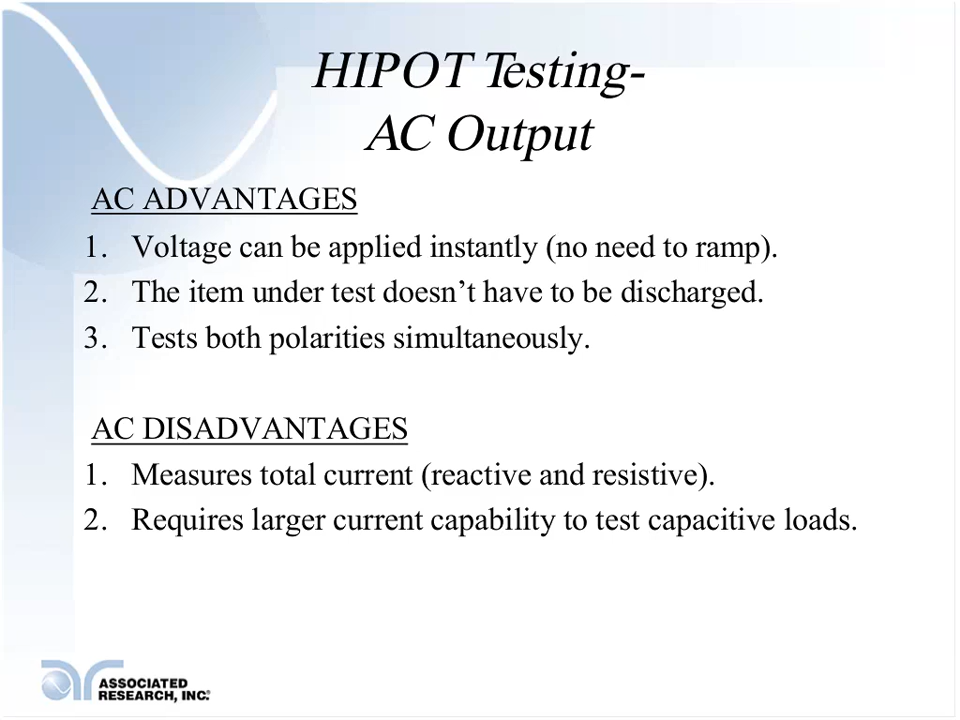 HIPOT Testing-
AC Output
AC ADVANTAGES
1. Voltage can be applied instantly (no need to ramp).
2. The item under test doesn’t have to be discharged.
3. Tests both polarities simultaneously.
AC DISADVANTAGES
1. Measures total current (reactive and resistive).
2. Requires larger current capability to test capacitive loads.
ASSOCIATED
RESEARCH, INC.®